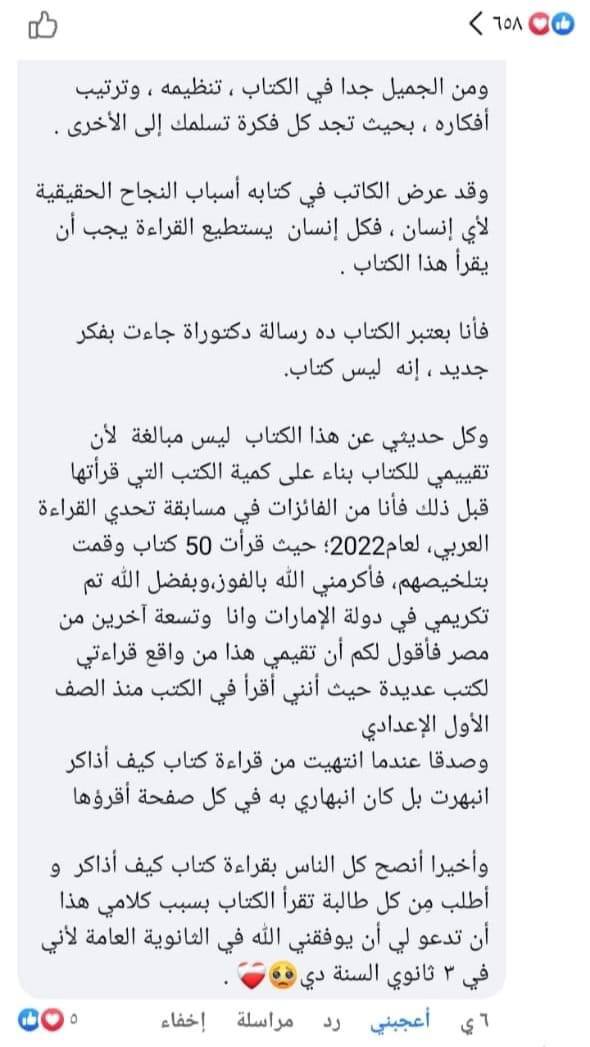 ٦٥٨
ومن الجميل جدا في الكتاب ، تنظيمه ، وترتيب
أفكاره ، بحيث تجد كل فكرة تسلمك إلى الأخرى .
وقد عرض الكاتب في كتابه أسباب النجاح الحقيقية
لأي إنسان ، فكل إنسان يستطيع القراءة يجب أن
يقرأ هذا الكتاب .
فأنا بعتبر الكتاب ده رسالة دكتوراة جاءت بفكر
جديد ، إنه ليس كتاب.
وكل حديثي عن هذا الكتاب ليس مبالغة لأن
تقييمي للكتاب بناء على كمية الكتب التي قرأتها
قبل ذلك فأنا من الفائزات في مسابقة تحدي القراءة
العربي، لعام2022؛ حيث قرأت 50 كتاب وقمت
بتلخيصهم، فأكرمني الله بالفوز،وبفضل الله تم
تكريمي في دولة الإمارات وانا وتسعة آخرين من
مصر فأقول لكم أن تقيمي هذا من واقع قراءتي
لكتب عديدة حيث أنني أقرأ في الكتب منذ الصف
الأول الإعدادي
وصدقا عندما انتهيت من قراءة كتاب كيف أذاكر
انبهرت بل كان انبهاري به في كل صفحة أقرؤها
وأخيرا أنصح كل الناس بقراءة كتاب كيف أذاكر و
أطلب مِن كل طالبة تقرأ الكتاب بسبب كلامي هذا
أن تدعو لي أن يوفقني الله في الثانوية العامة لأني
في ٣ ثانوي السنة دي🥺❤️‍🩹 .
٦ ي أعجبني رد مراسلة إخفاء ٥